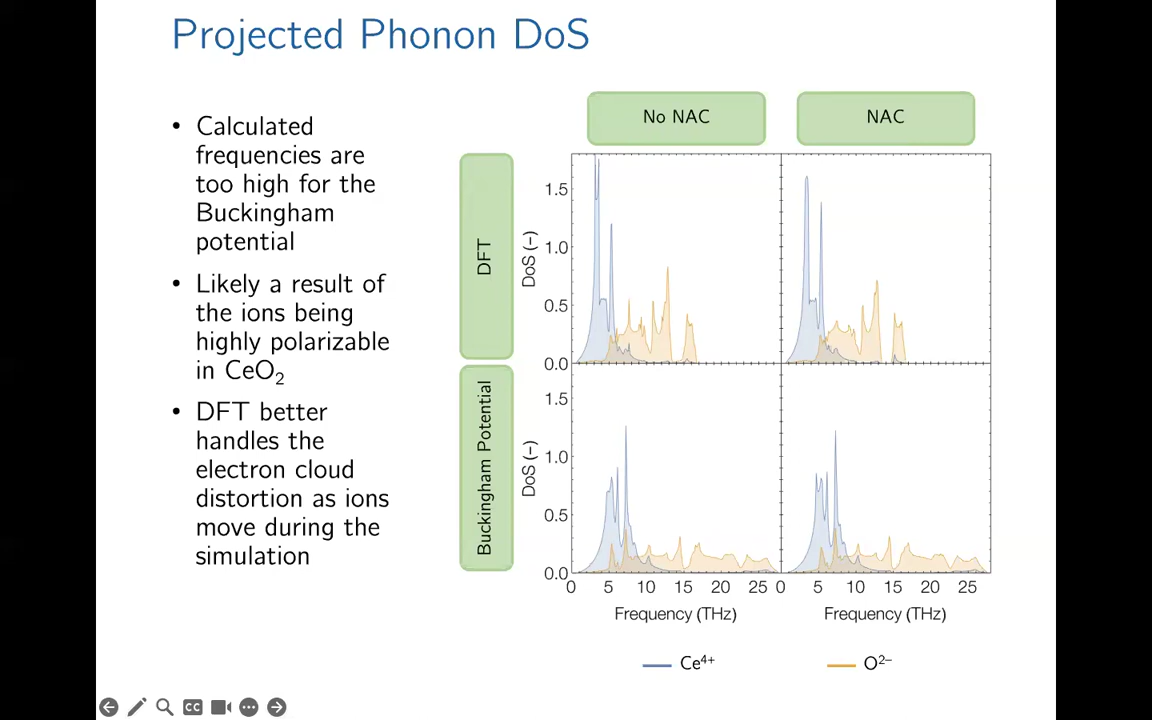 Projected Phonon DoS
• Calculated
frequencies are
too high for the
Buckingham
potential
• Likely a result of
the ions being
highly polarizable
in CeO₂
• DFT better
handles the
electron cloud
distortion as ions
move during the
simulation
No NAC
NAC
DFT
DoS (–)
1.5
1.0
0.5
0.0
Buckingham Potential
DoS (–)
1.5
1.0
0.5
0.0
0 5 10 15 20 25
0 5 10 15 20 25
Frequency (THz)
Frequency (THz)
Ce⁴⁺
O²⁻
CC